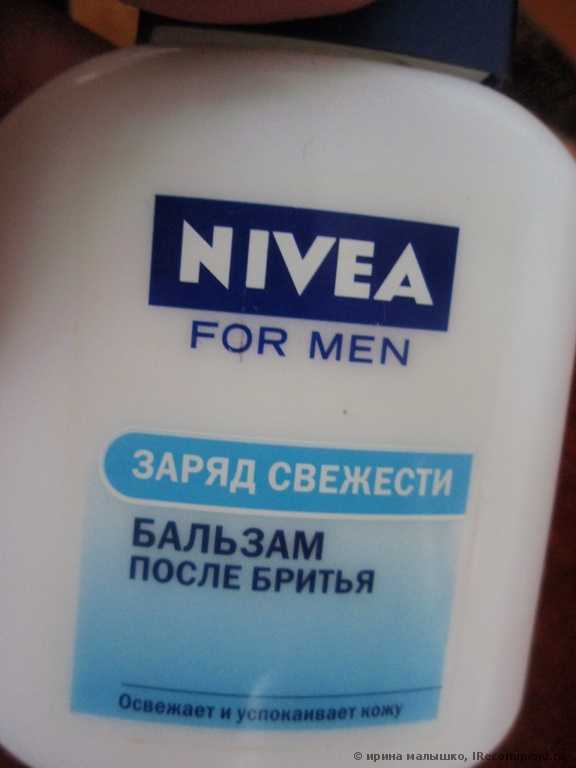 NIVEA
FOR MEN
ЗАРЯД СВЕЖЕСТИ
БАЛЬЗАМ
ПОСЛЕ БРИТЬЯ
Освежает и успокаивает кожу
© ирина малышко, IRecommend.ru